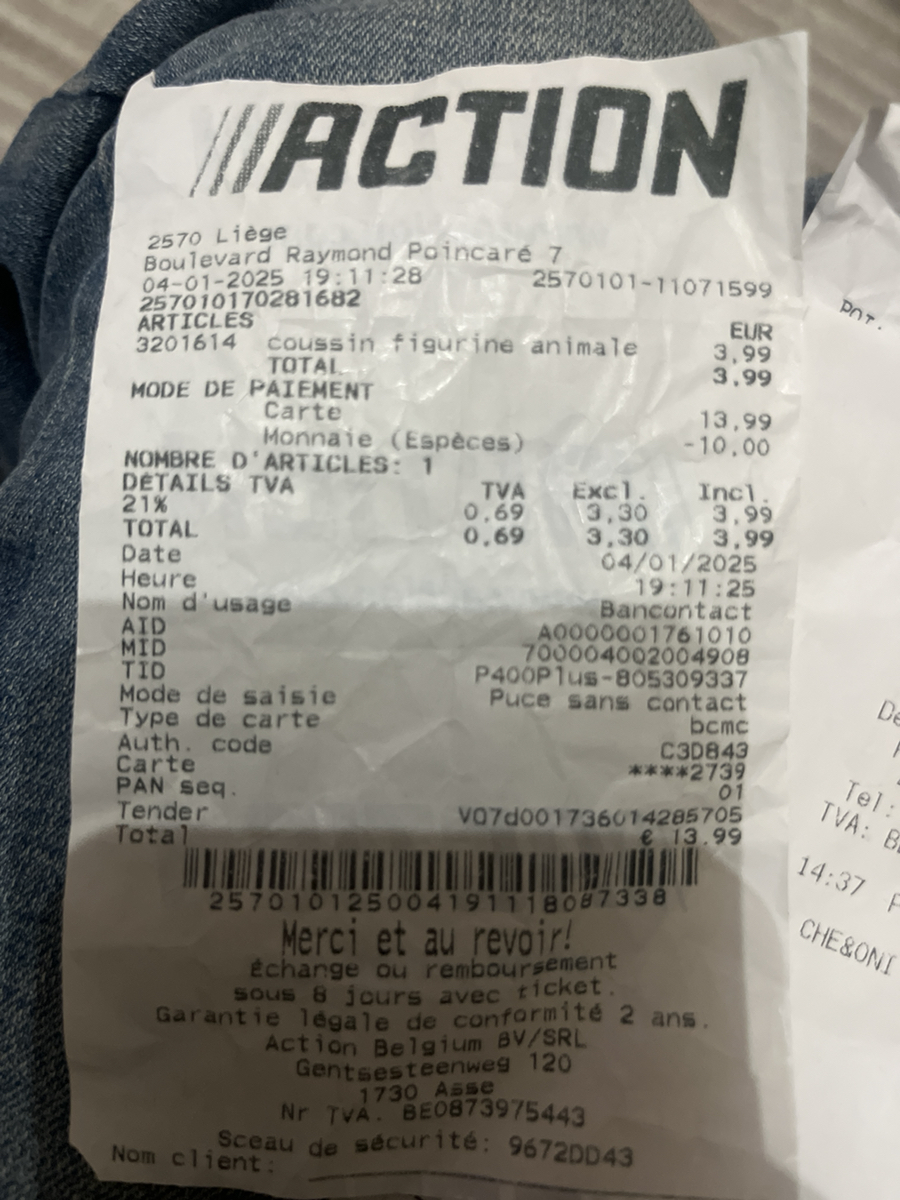 ACTION
2570 Liège
Boulevard Raymond Poincaré 7
04-01-2025 19:11:28 2570101-11071599
257010170281682
ARTICLES EUR
3201614 coussin figurine animale 3,99
TOTAL 3.99
MODE DE PAIEMENT
Carte 13,99
Monnaie (Espèces) -10,00
NOMBRE D'ARTICLES: 1
DÉTAILS TVA TVA Excl. Incl.
21% 0,69 3,30 3,99
TOTAL 0,69 3,30 3,99
Date 04/01/2025
Heure 19:11:25
Nom d'usage Bancontact
AID A0000001761010
MID 700004002004908
TID P400Plus-805309337
Mode de saisie Puce sans contact
Type de carte bcmc
Auth. code C3D843
Carte ****2739
PAN seq. 01
Tender VQ7d001736014285705
Total € 13.99
257010125004191118087338
Merci et au revoir!
Échange ou remboursement
sous 8 jours avec ticket.
Garantie légale de conformité 2 ans.
Action Belgium BV/SRL
Gentsesteenweg 120
1730 Asse
Nr TVA. BE0873975443
Sceau de sécurité: 9672DD43
Nom client:
Tel:
TVA:
14:37
CHE&ONI